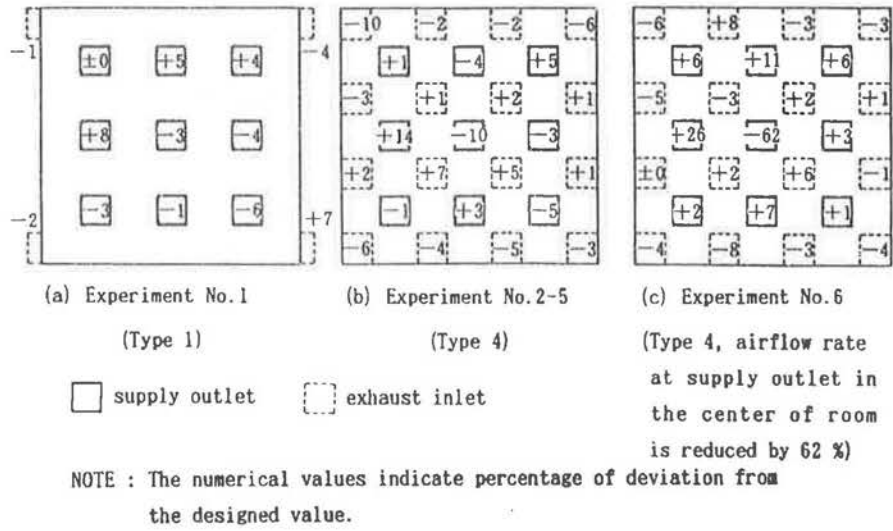 -10 -2 -2 -6 -6 +8 -3 -3
-1 ±0 +5 +4 -4 +1 -4 +5 +6 +11 +6
-3 +1 +2 +1 -5 -3 +2 +1
+8 -3 -4 +14 -10 -3 +26 -62 +3
+2 +7 +5 +1 ±0 +2 +6 -1
-2 -3 -1 -6 +7 -1 +3 -5 +2 +7 +1
-6 -4 -5 -3 -4 -8 -3 -4
(a) Experiment No.1 (b) Experiment No.2-5 (c) Experiment No.6
(Type 1) (Type 4) (Type 4, airflow rate
at supply outlet in
supply outlet exhaust inlet the center of room
is reduced by 62 %)
NOTE : The numerical values indicate percentage of deviation from
the designed value.